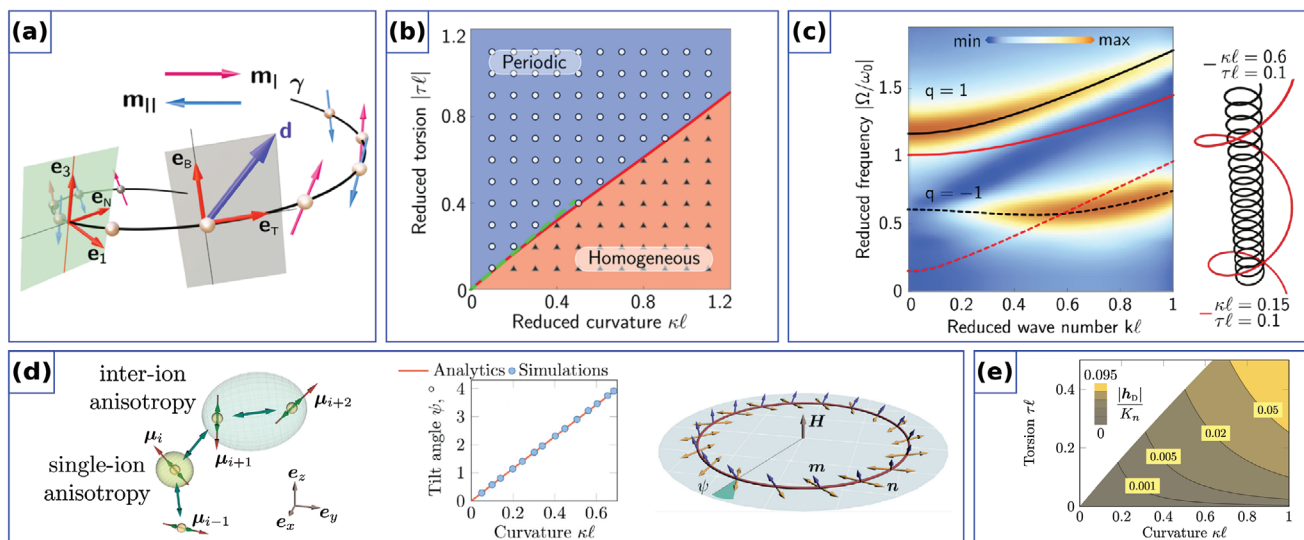 (a)
m_I
m_II
γ
d
e_3
e_N
e_1
e_B
e_T
(b)
Reduced torsion |τℓ|
1.2
0.8
0.4
0
Periodic
Homogeneous
0 0.4 0.8 1.2
Reduced curvature κℓ
(c)
Reduced frequency |Ω/ω₀|
min max
1.5
1
0.5
0
q = 1
q = −1
0 0.2 0.4 0.6 0.8 1
Reduced wave number kℓ
κℓ = 0.6
τℓ = 0.1
κℓ = 0.15
τℓ = 0.1
(d)
inter-ion
anisotropy
single-ion
anisotropy
μ_{i+2}
μ_{i+1}
μ_i
μ_{i−1}
e_z
e_y
e_x
Analytics Simulations
Tilt angle ψ, °
4
3
2
1
0
0 0.2 0.4 0.6
Curvature κℓ
H
m
n
ψ
(e)
Torsion τℓ
0.4
0.2
0
0.095
0
|h_D|
K_n
0.05
0.02
0.005
0.001
0 0.2 0.4 0.6 0.8 1
Curvature κℓ